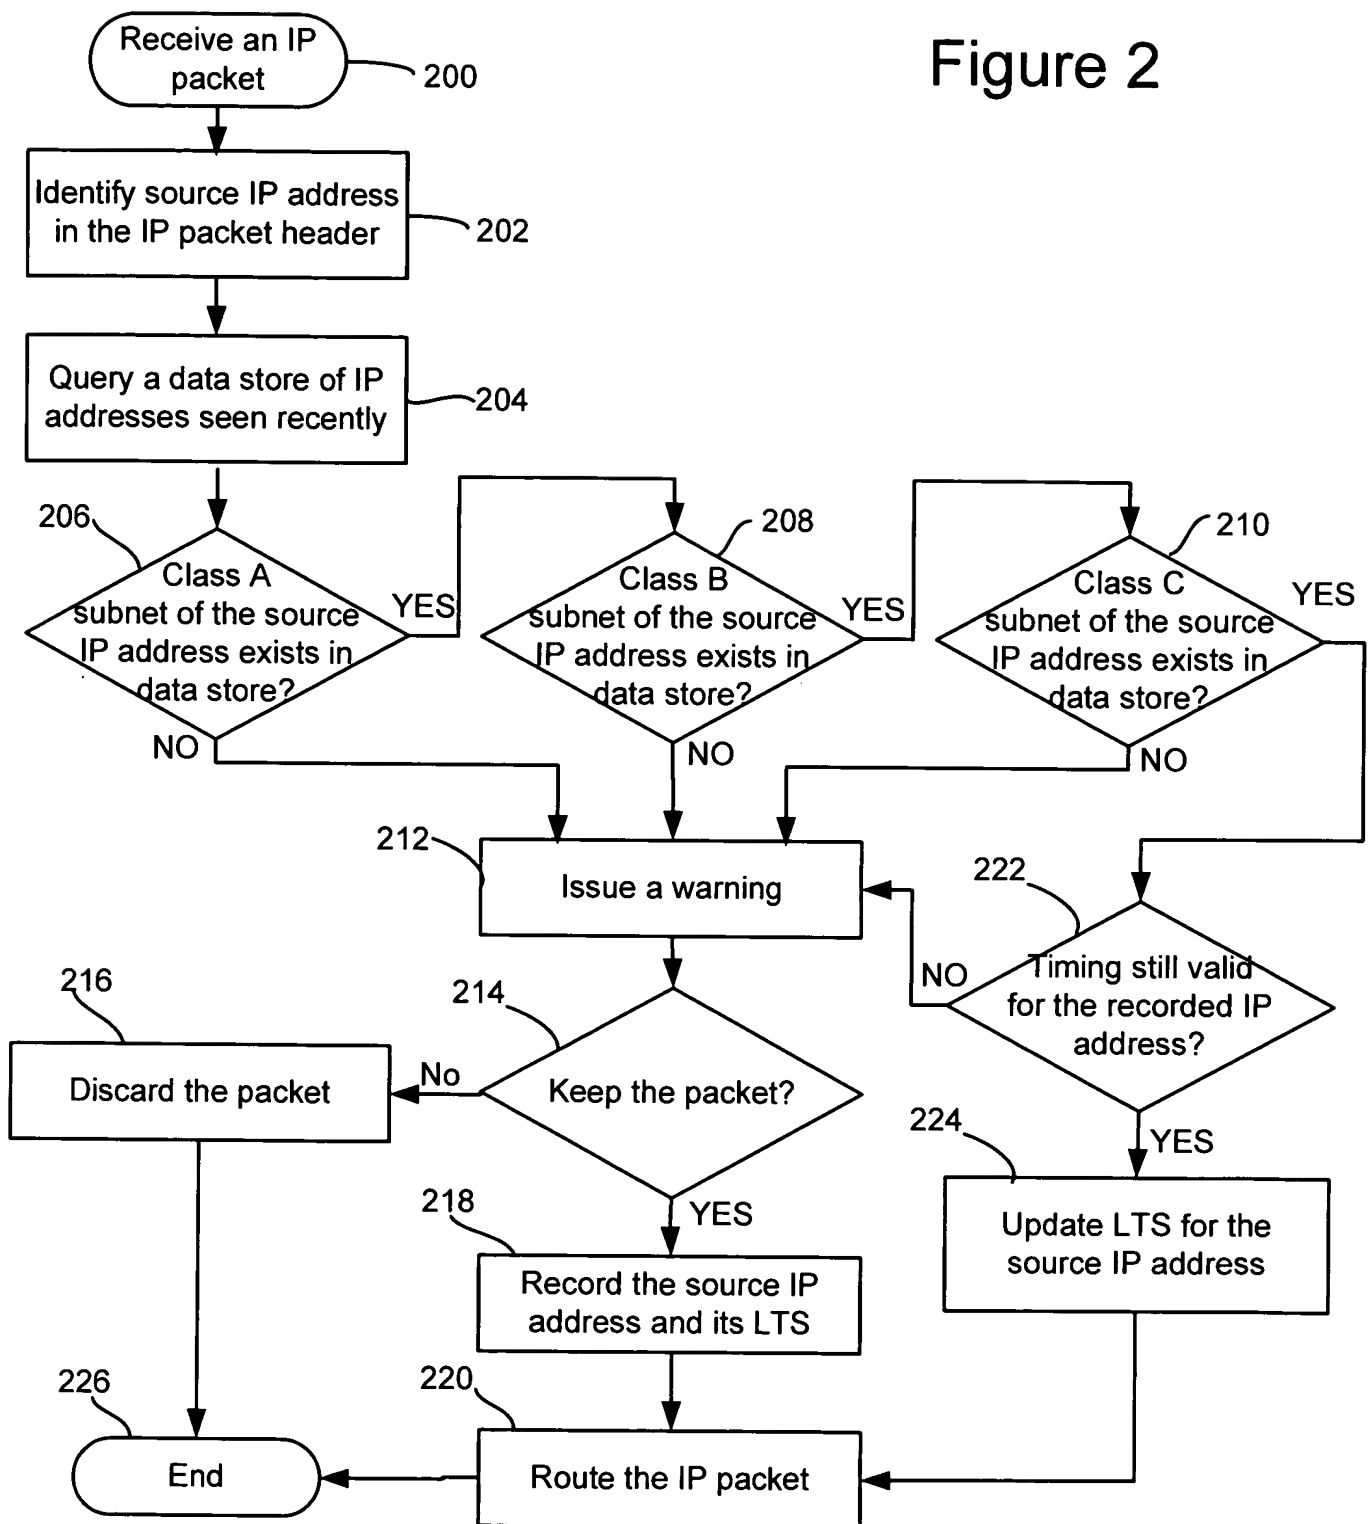 Figure 2
Receive an IP
packet
200
Identify source IP address
in the IP packet header
202
Query a data store of IP
addresses seen recently
204
206
Class A
subnet of the source
IP address exists in
data store?
YES
NO
208
Class B
subnet of the source
IP address exists in
data store?
YES
NO
210
Class C
subnet of the source
IP address exists in
data store?
YES
NO
212
Issue a warning
222
Timing still valid
for the recorded IP
address?
NO
YES
214
Keep the packet?
No
YES
216
Discard the packet
224
Update LTS for the
source IP address
218
Record the source IP
address and its LTS
220
Route the IP packet
226
End